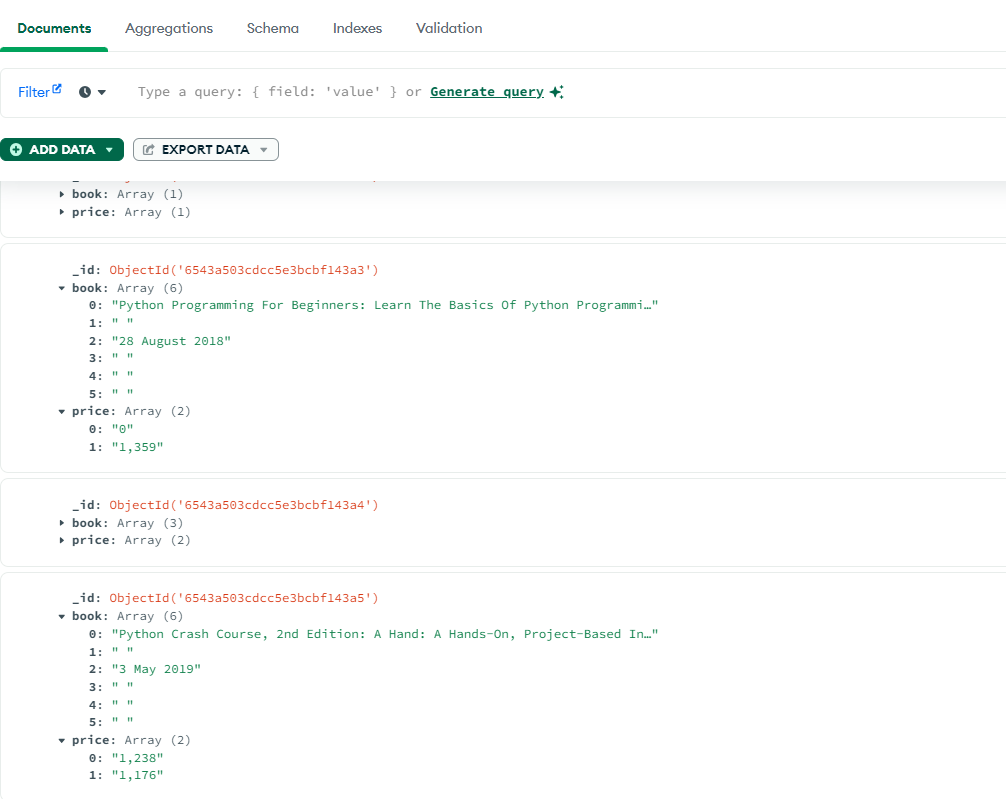 Documents Aggregations Schema Indexes Validation
Filter Type a query: { field: 'value' } or Generate query
ADD DATA EXPORT DATA
book: Array (1)
price: Array (1)
_id: ObjectId('6543a503cdcc5e3bcbf143a3')
book: Array (6)
0: "Python Programming For Beginners: Learn The Basics Of Python Programmi…"
1: " "
2: "28 August 2018"
3: " "
4: " "
5: " "
price: Array (2)
0: "0"
1: "1,359"
_id: ObjectId('6543a503cdcc5e3bcbf143a4')
book: Array (3)
price: Array (2)
_id: ObjectId('6543a503cdcc5e3bcbf143a5')
book: Array (6)
0: "Python Crash Course, 2nd Edition: A Hand: A Hands-On, Project-Based In…"
1: " "
2: "3 May 2019"
3: " "
4: " "
5: " "
price: Array (2)
0: "1,238"
1: "1,176"